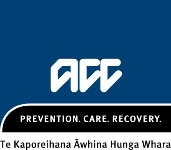 acc
PREVENTION. CARE. RECOVERY.
Te Kaporeihana Āwhina Hunga Whara